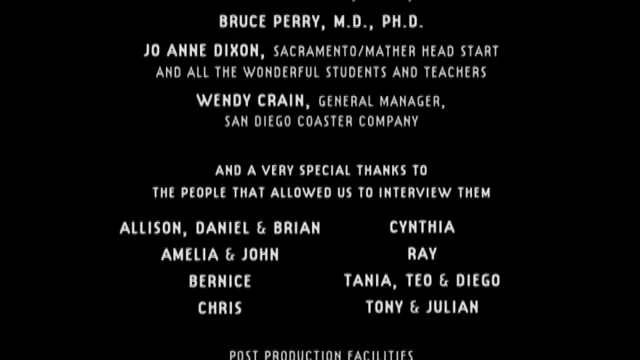 BRUCE PERRY, M.D., PH.D.
JO ANNE DIXON, SACRAMENTO/MATHER HEAD START
AND ALL THE WONDERFUL STUDENTS AND TEACHERS
WENDY CRAIN, GENERAL MANAGER,
SAN DIEGO COASTER COMPANY
AND A VERY SPECIAL THANKS TO
THE PEOPLE THAT ALLOWED US TO INTERVIEW THEM
ALLISON, DANIEL & BRIAN
AMELIA & JOHN
BERNICE
CHRIS
CYNTHIA
RAY
TANIA, TEO & DIEGO
TONY & JULIAN
POST PRODUCTION FACILITIES